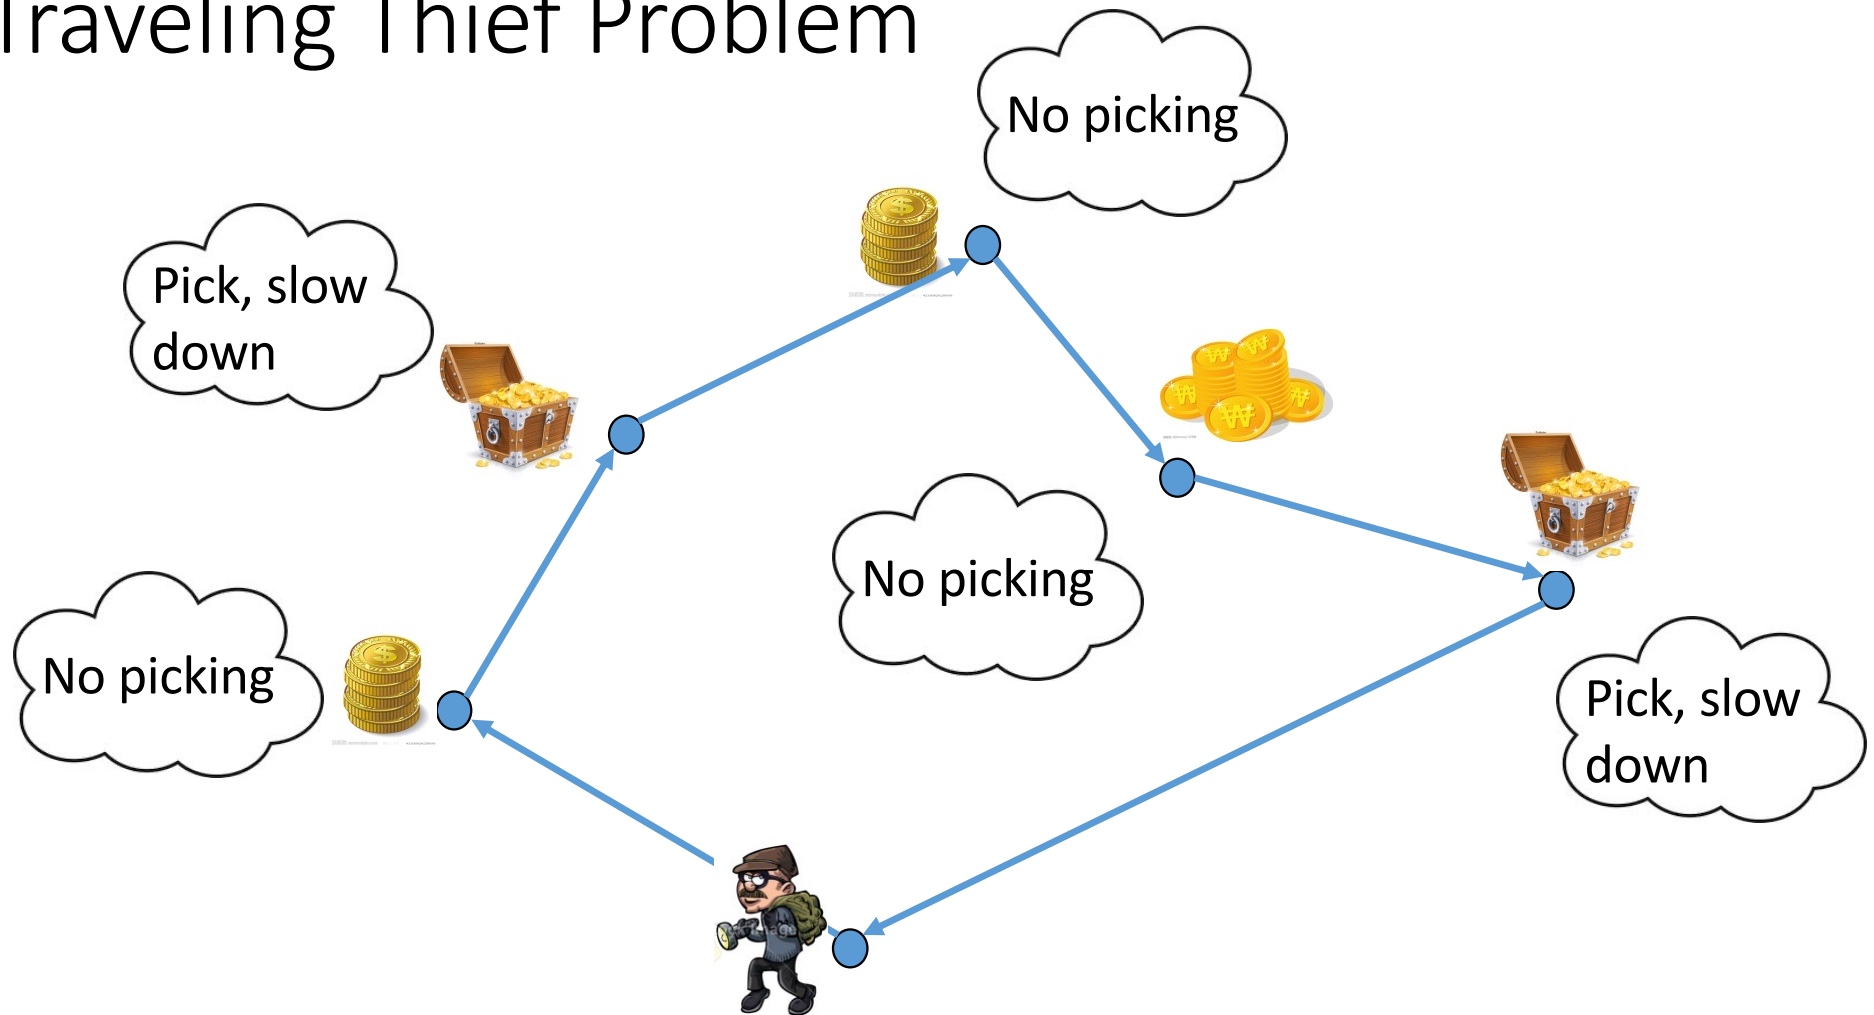 Traveling Thief Problem
No picking
Pick, slow
down
No picking
No picking
Pick, slow
down